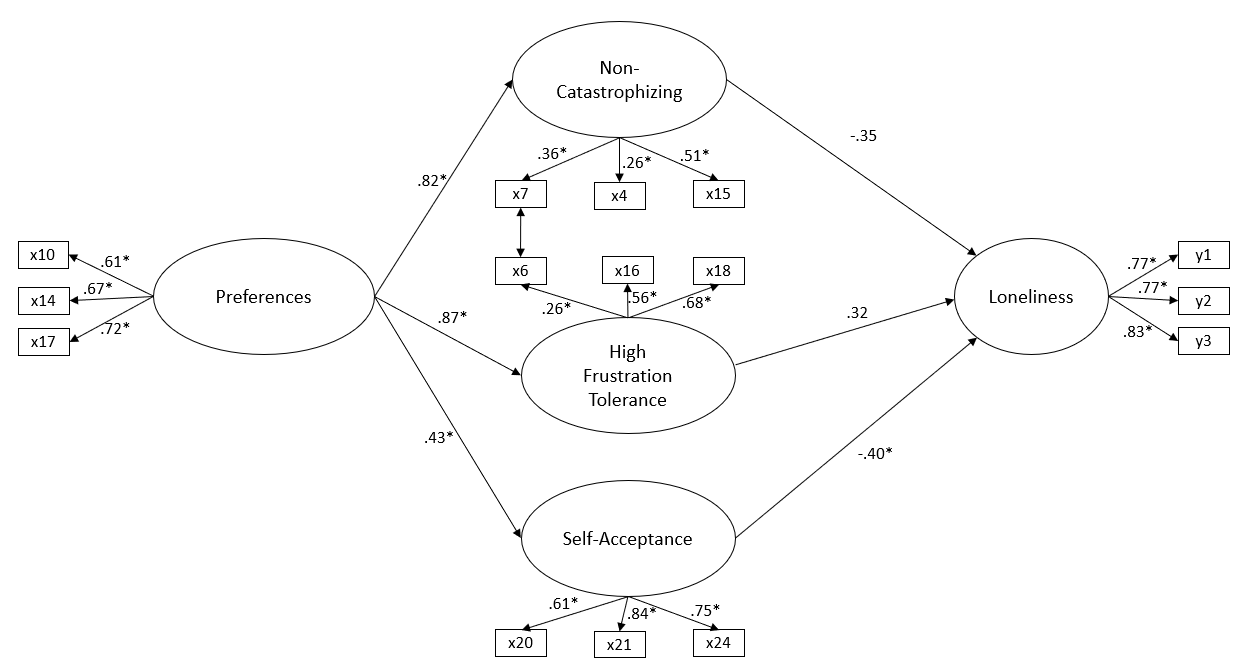 Non-
Catastrophizing
-.35
.36*
.26*
.51*
.82*
x7
x4
x15
x10
.61*
x14
.67*
x17
.72*
Preferences
x6
x16
x18
.26*
.56*
.68*
.87*
High
Frustration
Tolerance
.32
Loneliness
.77*
y1
.77*
y2
.83*
y3
.43*
-.40*
Self-Acceptance
.61*
.84*
.75*
x20
x21
x24